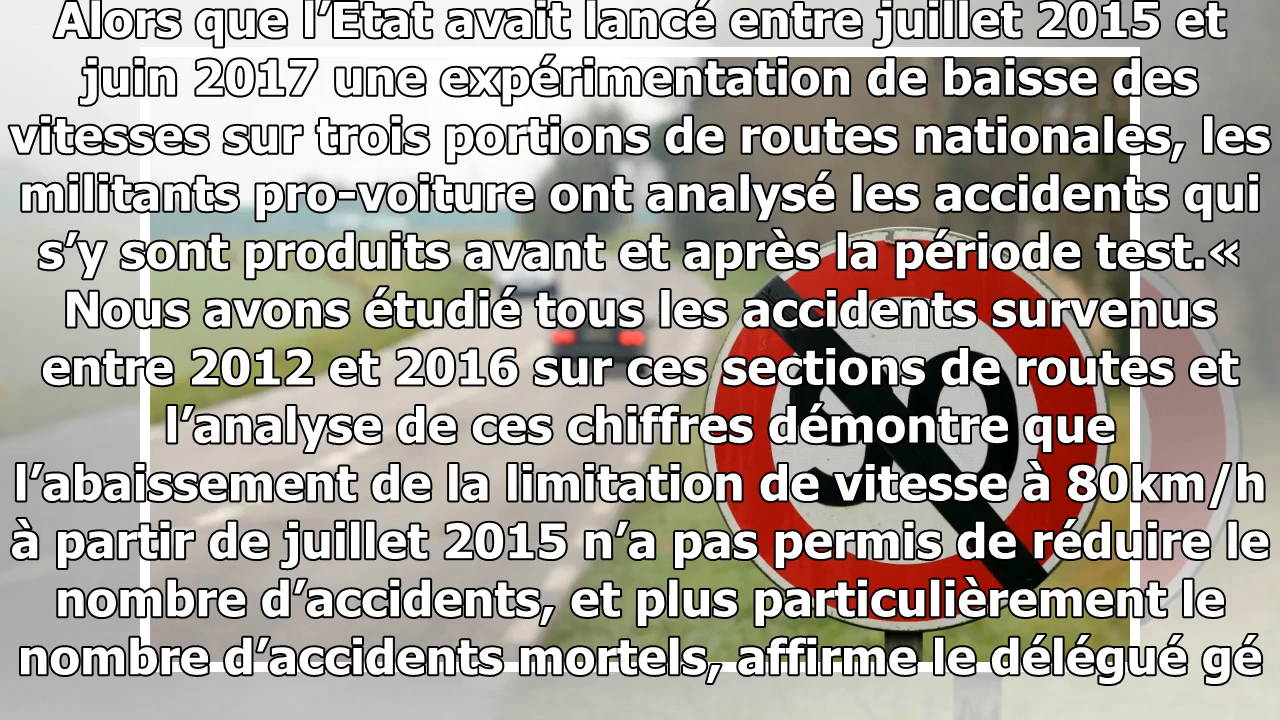 Alors que l’Etat avait lancé entre juillet 2015 et
juin 2017 une expérimentation de baisse des
vitesses sur trois portions de routes nationales, les
militants pro-voiture ont analysé les accidents qui
s’y sont produits avant et après la période test.«
Nous avons étudié tous les accidents survenus
entre 2012 et 2016 sur ces sections de routes et
l’analyse de ces chiffres démontre que
l’abaissement de la limitation de vitesse à 80km/h
à partir de juillet 2015 n’a pas permis de réduire le
nombre d’accidents, et plus particulièrement le
nombre d’accidents mortels, affirme le délégué gé
90